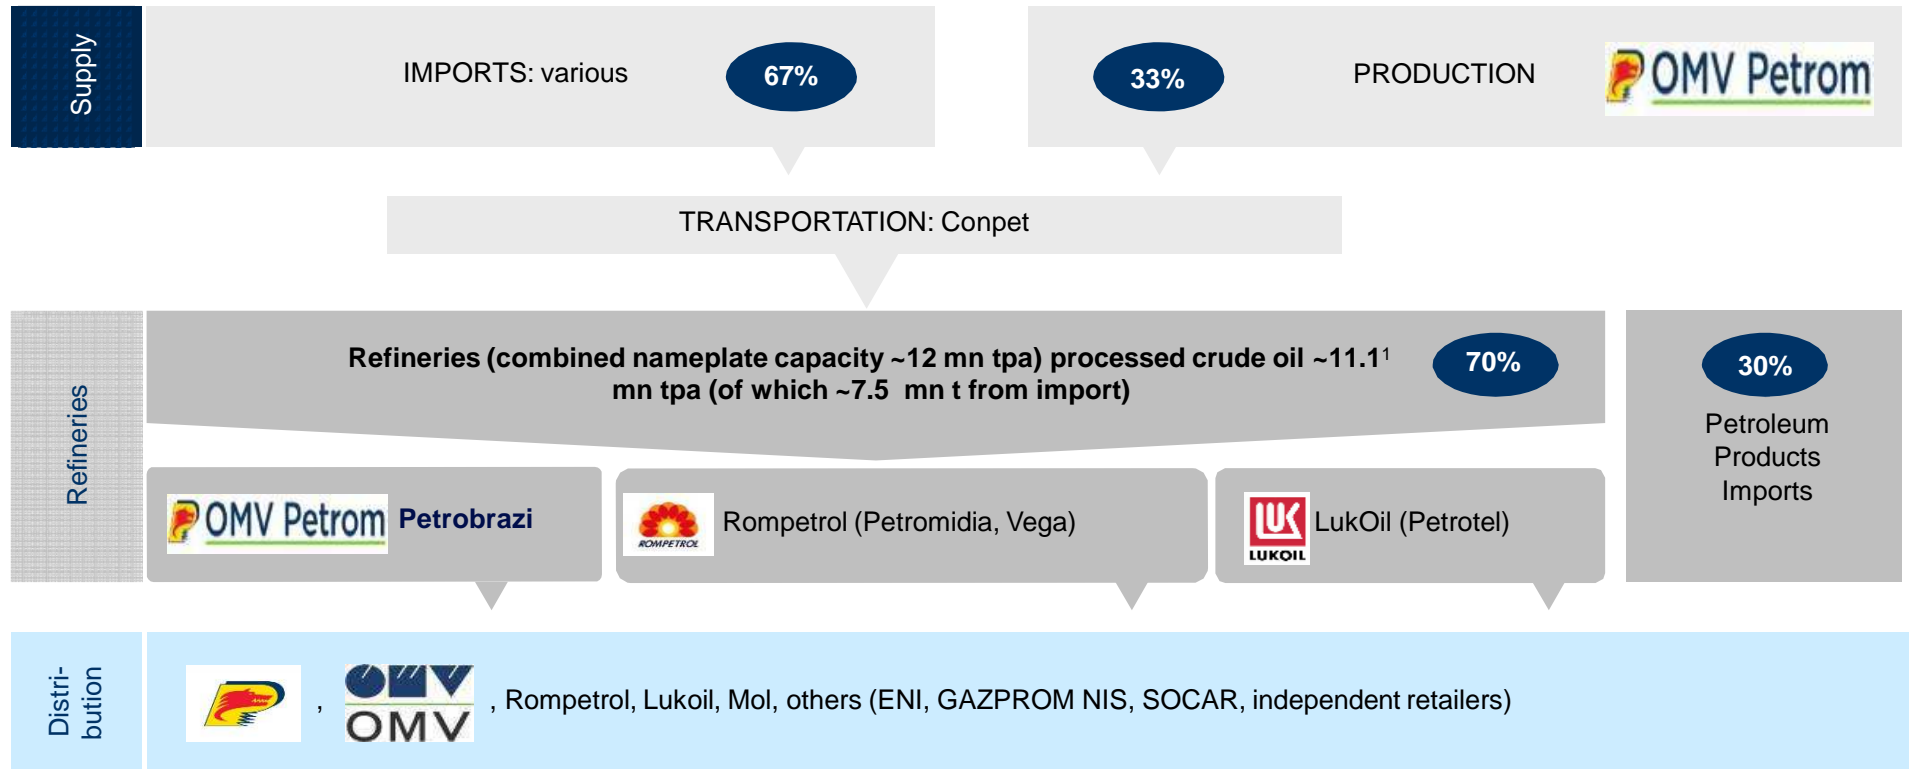 Supply
IMPORTS: various
67%
33%
PRODUCTION
OMV Petrom
TRANSPORTATION: Conpet
Refineries
Refineries (combined nameplate capacity ~12 mn tpa) processed crude oil ~11.1¹
mn tpa (of which ~7.5 mn t from import)
70%
30%
Petroleum
Products
Imports
OMV Petrom Petrobrazi
ROMPETROL
Rompetrol (Petromidia, Vega)
LUK
LUKOIL
LukOil (Petrotel)
Distri-
bution
,
OMV
OMV
, Rompetrol, Lukoil, Mol, others (ENI, GAZPROM NIS, SOCAR, independent retailers)